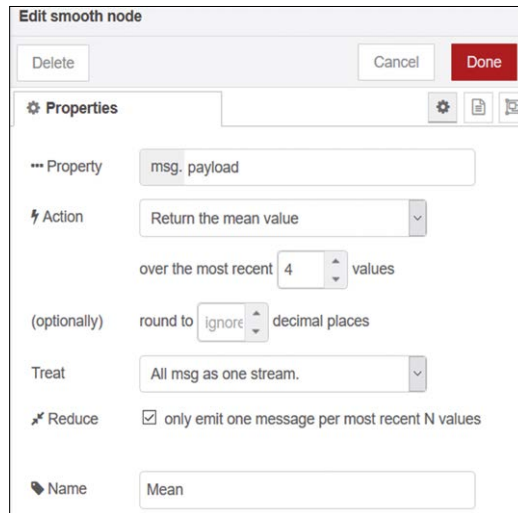 Edit smooth node
Delete Cancel Done
Properties
Property msg. payload
Action Return the mean value
over the most recent 4 values
(optionally) round to ignore decimal places
Treat All msg as one stream.
Reduce only emit one message per most recent N values
Name Mean